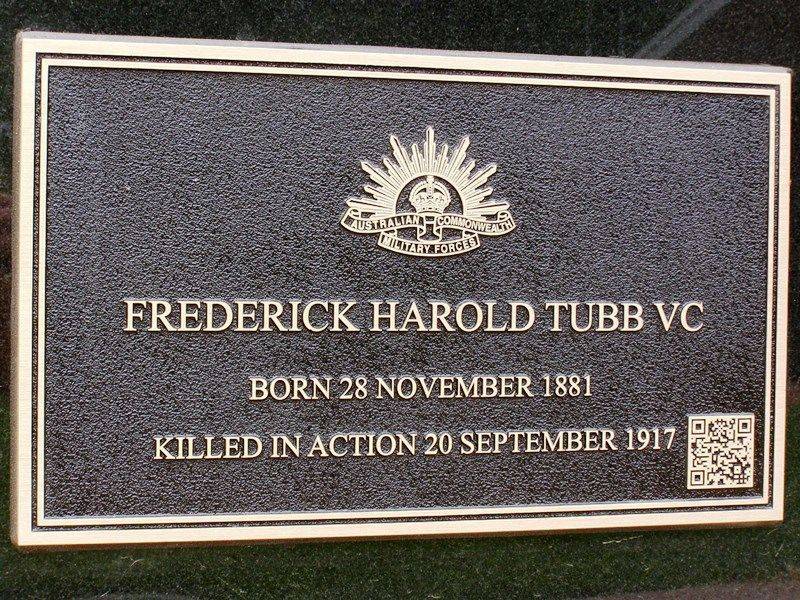 AUSTRALIAN COMMONWEALTH
MILITARY FORCES
FREDERICK HAROLD TUBB VC
BORN 28 NOVEMBER 1881
KILLED IN ACTION 20 SEPTEMBER 1917